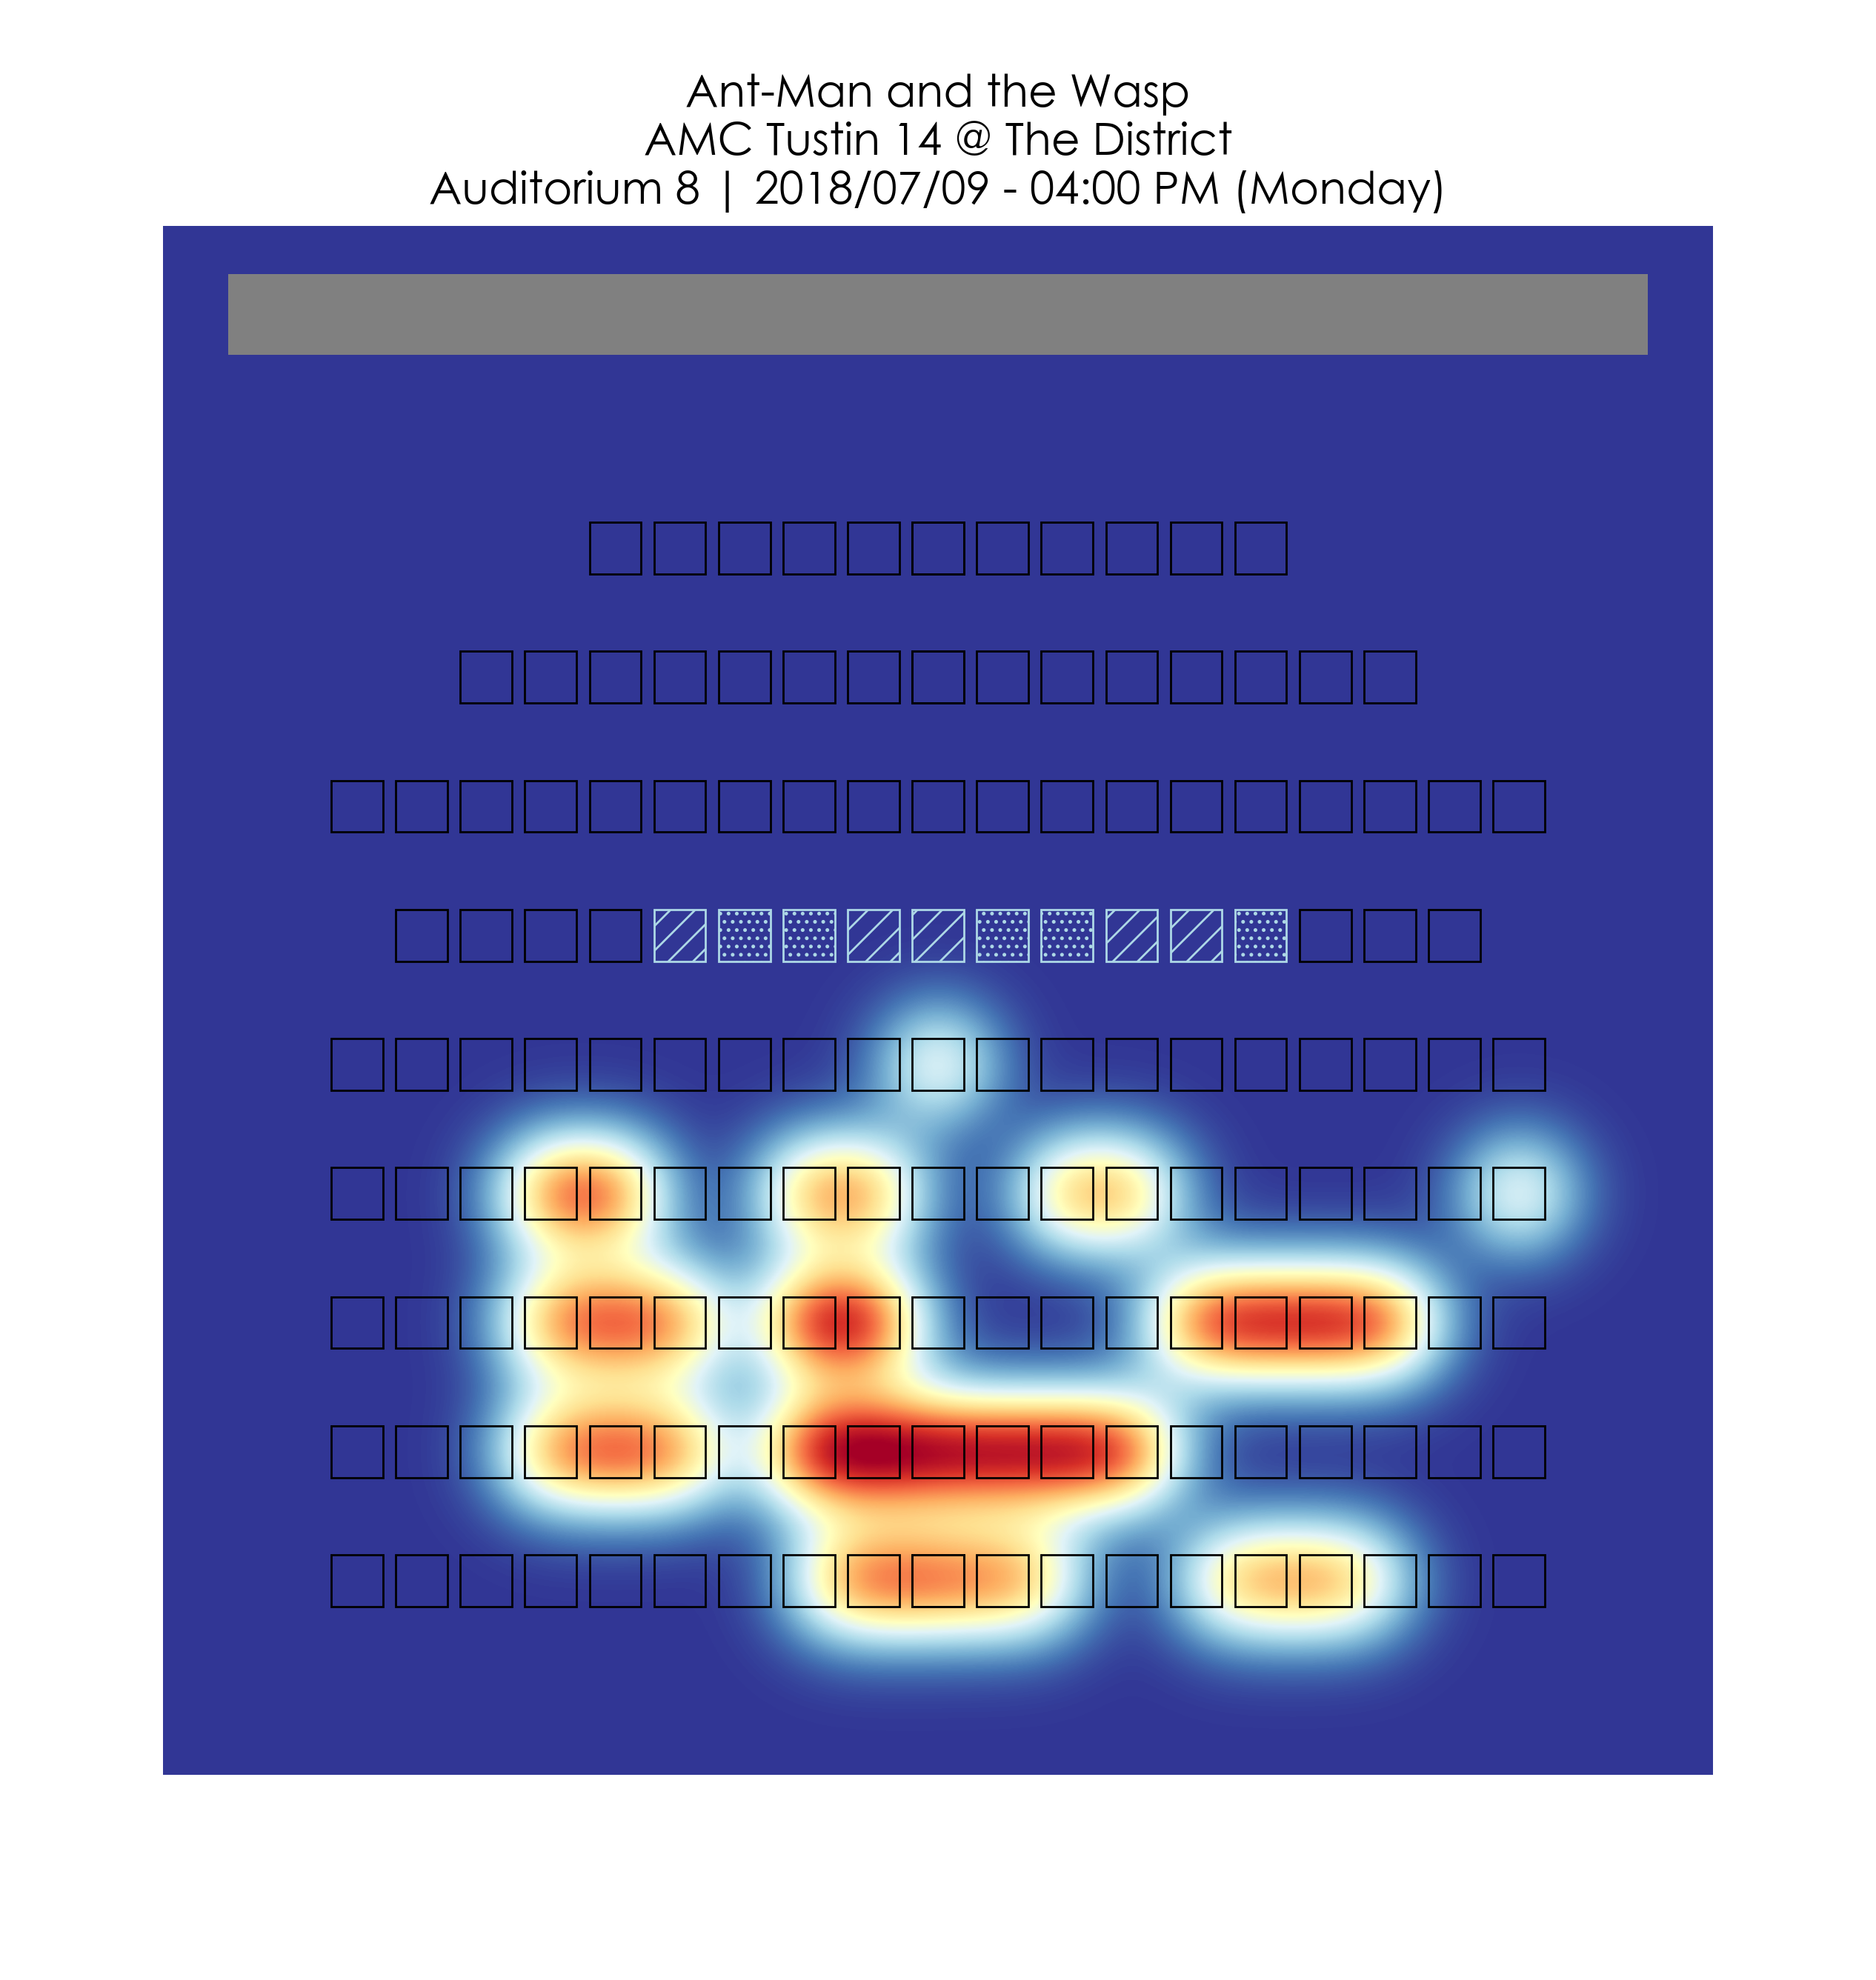 Ant-Man and the Wasp
AMC Tustin 14 @ The District
Auditorium 8 | 2018/07/09 - 04:00 PM (Monday)